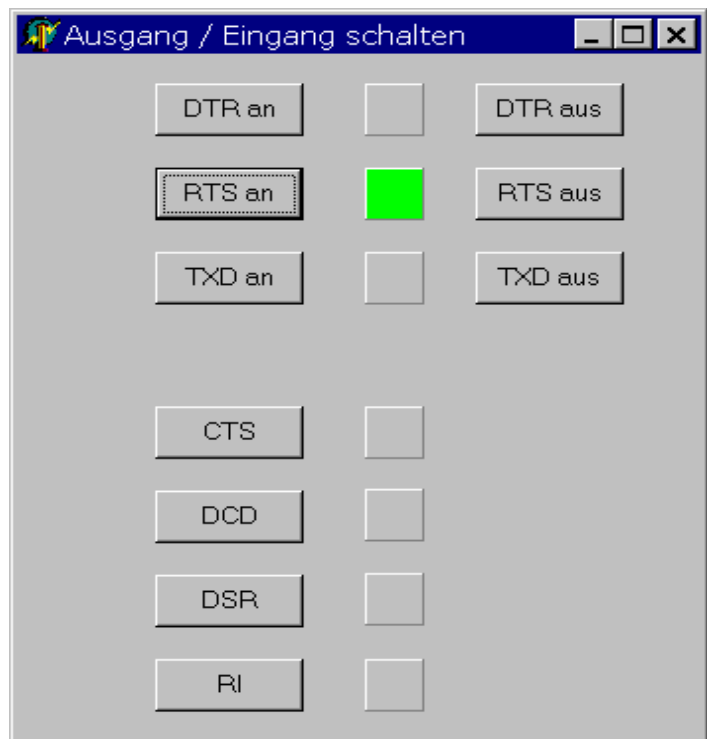 Ausgang / Eingang schalten
DTR an DTR aus
RTS an RTS aus
TXD an TXD aus
CTS
DCD
DSR
RI